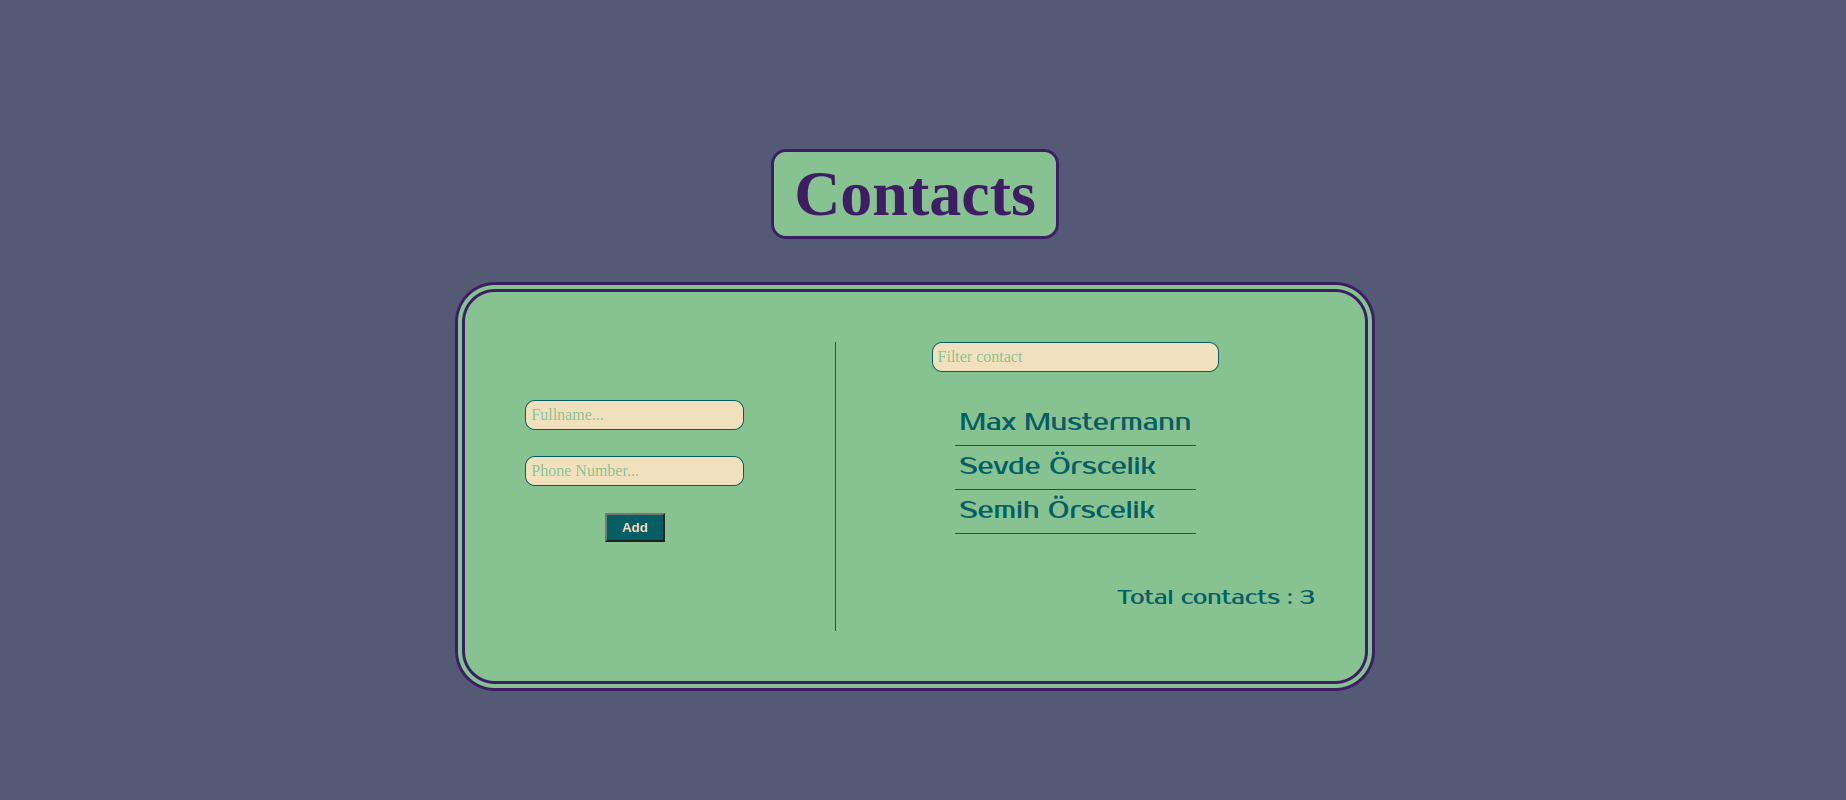 Contacts
Fullname...
Phone Number...
Add
Filter contact
Max Mustermann
Sevde Örscelik
Semih Örscelik
Total contacts : 3